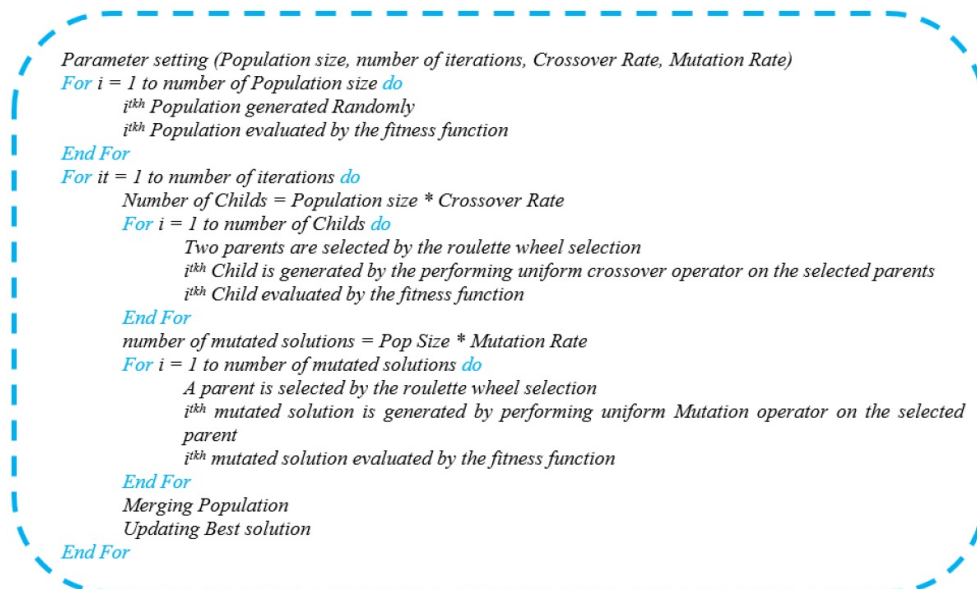 Parameter setting (Population size, number of iterations, Crossover Rate, Mutation Rate)
For i = 1 to number of Population size do
iᵗᵏʰ Population generated Randomly
iᵗᵏʰ Population evaluated by the fitness function
End For
For it = 1 to number of iterations do
Number of Childs = Population size * Crossover Rate
For i = 1 to number of Childs do
Two parents are selected by the roulette wheel selection
iᵗᵏʰ Child is generated by the performing uniform crossover operator on the selected parents
iᵗᵏʰ Child evaluated by the fitness function
End For
number of mutated solutions = Pop Size * Mutation Rate
For i = 1 to number of mutated solutions do
A parent is selected by the roulette wheel selection
iᵗᵏʰ mutated solution is generated by performing uniform Mutation operator on the selected
parent
iᵗᵏʰ mutated solution evaluated by the fitness function
End For
Merging Population
Updating Best solution
End For